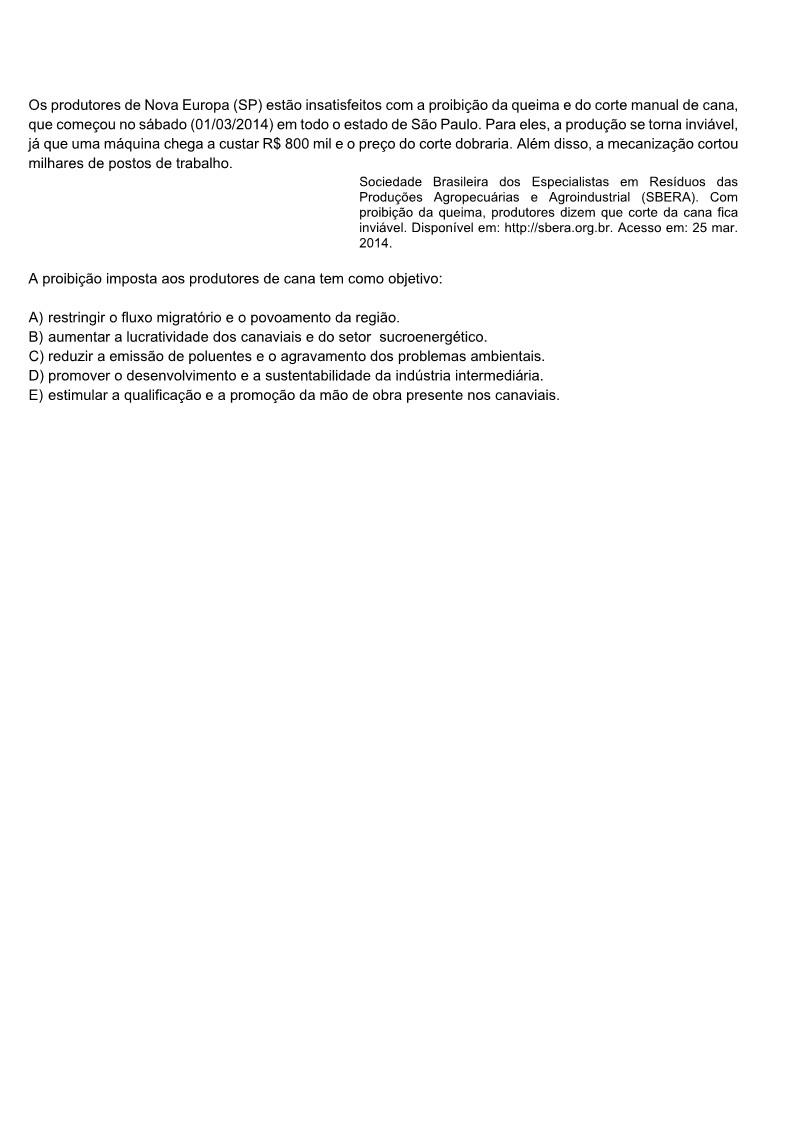 Os produtores de Nova Europa (SP) estão insatisfeitos com a proibição da queima e do corte manual de cana,
que começou no sábado (01/03/2014) em todo o estado de São Paulo. Para eles, a produção se torna inviável,
já que uma máquina chega a custar R$ 800 mil e o preço do corte dobraria. Além disso, a mecanização cortou
milhares de postos de trabalho.
Sociedade Brasileira dos Especialistas em Resíduos das
Produções Agropecuárias e Agroindustrial (SBERA). Com
proibição da queima, produtores dizem que corte da cana fica
inviável. Disponível em: http://sbera.org.br. Acesso em: 25 mar.
2014.
A proibição imposta aos produtores de cana tem como objetivo:
A) restringir o fluxo migratório e o povoamento da região.
B) aumentar a lucratividade dos canaviais e do setor  sucroenergético.
C) reduzir a emissão de poluentes e o agravamento dos problemas ambientais.
D) promover o desenvolvimento e a sustentabilidade da indústria intermediária.
E) estimular a qualificação e a promoção da mão de obra presente nos canaviais.